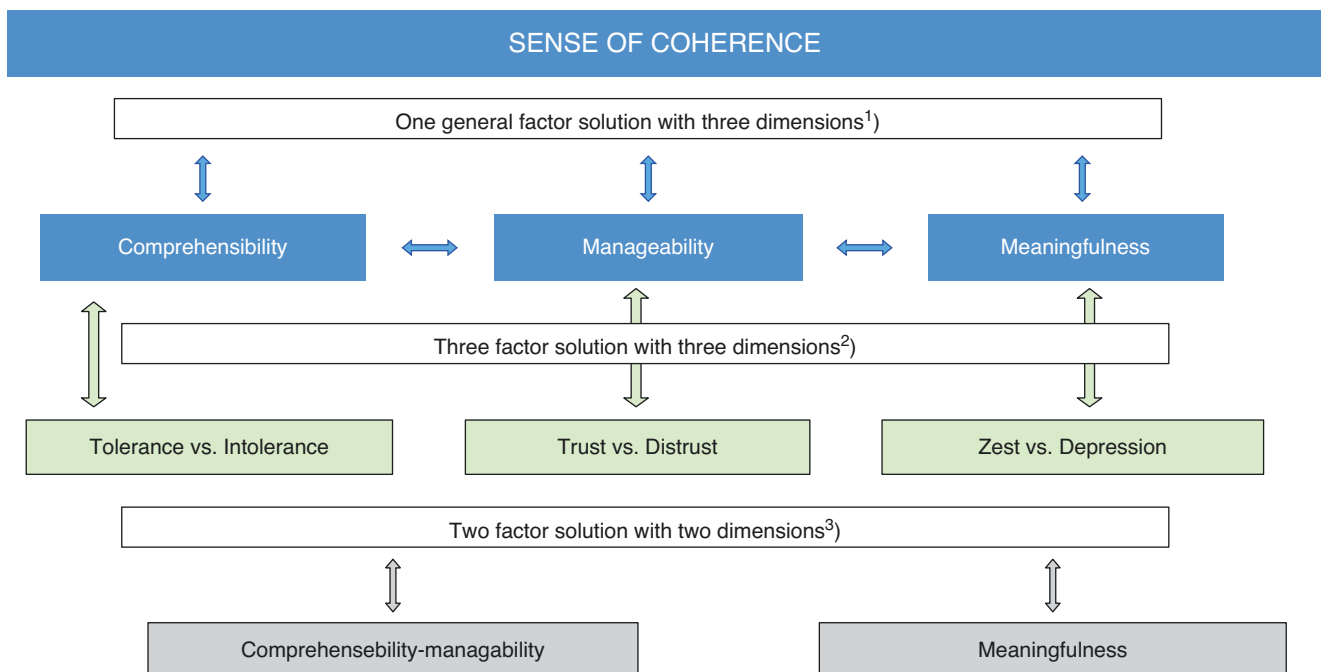 SENSE OF COHERENCE
One general factor solution with three dimensions¹)
Comprehensibility
Manageability
Meaningfulness
Three factor solution with three dimensions²)
Tolerance vs. Intolerance
Trust vs. Distrust
Zest vs. Depression
Two factor solution with two dimensions³)
Comprehensebility-managability
Meaningfulness